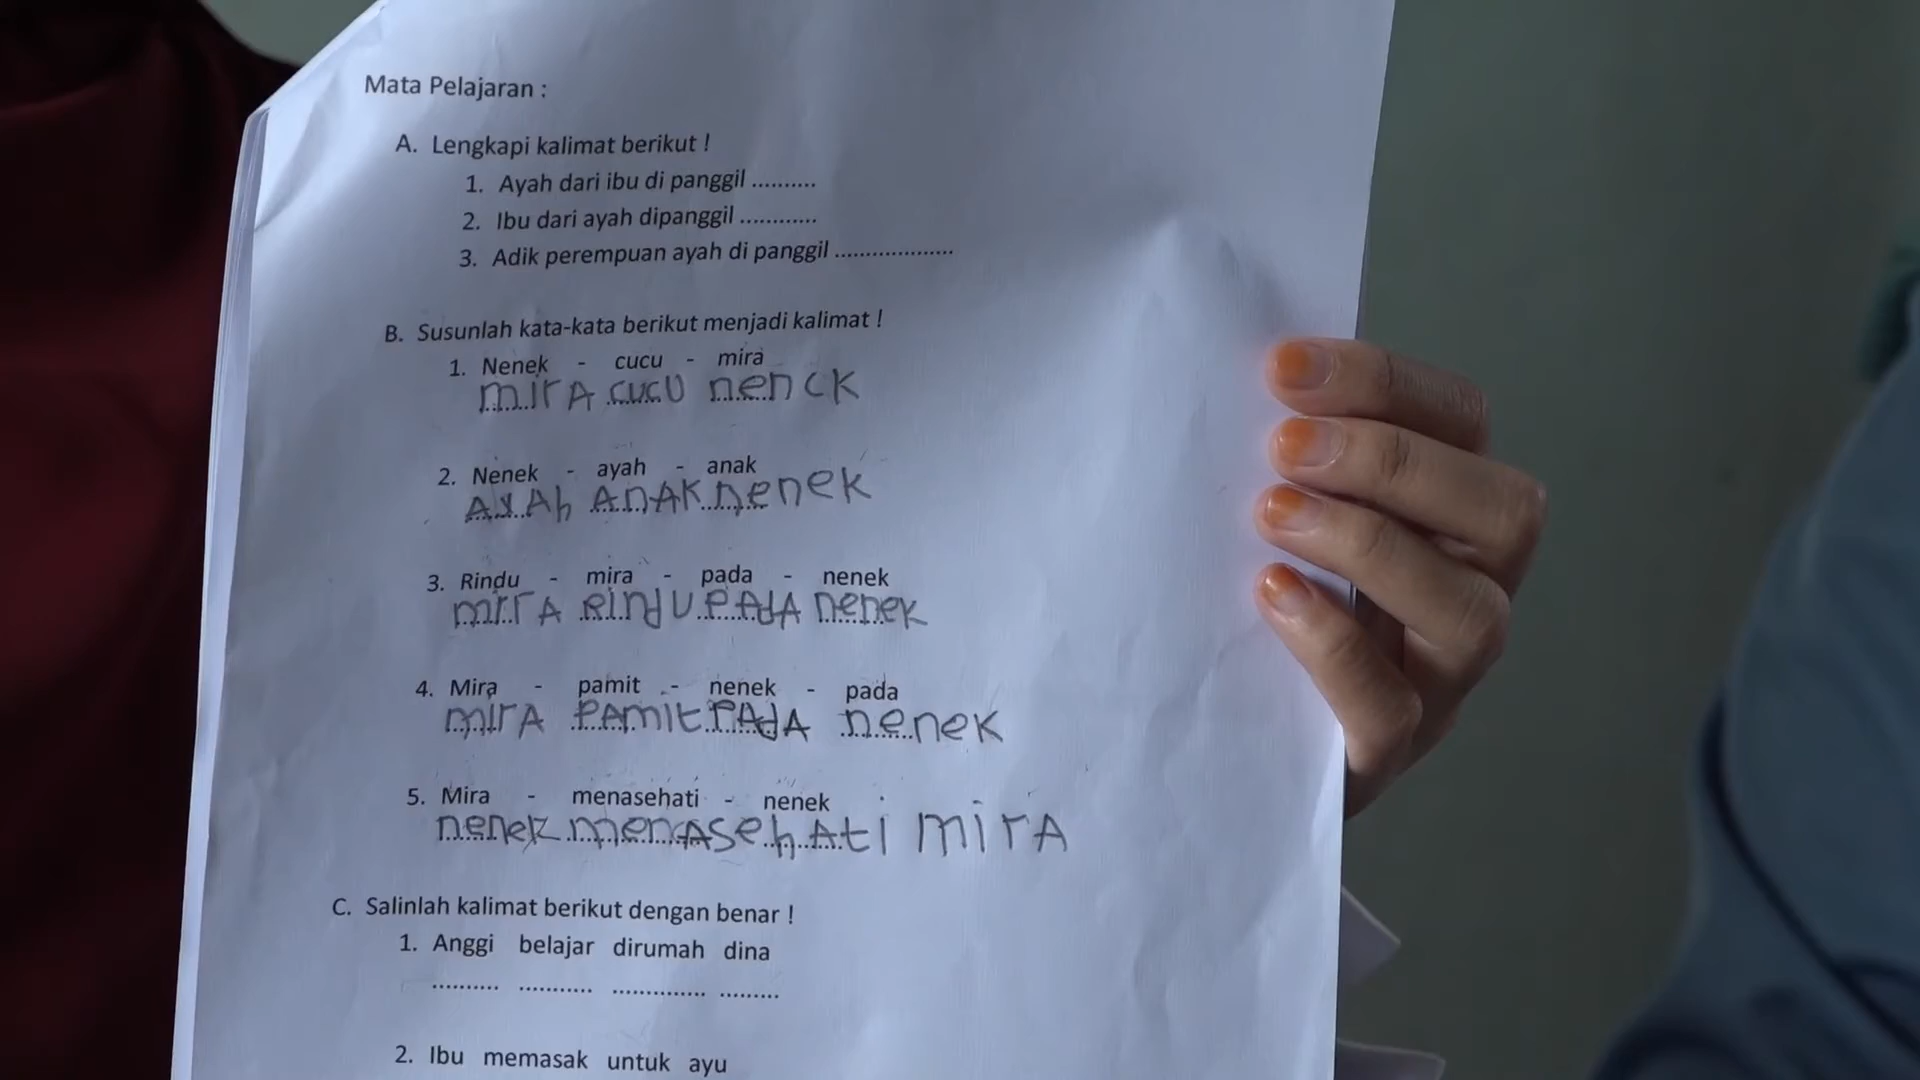 Mata Pelajaran :
A. Lengkapi kalimat berikut !
1. Ayah dari ibu di panggil ..........
2. Ibu dari ayah dipanggil ............
3. Adik perempuan ayah di panggil ...................
B. Susunlah kata-kata berikut menjadi kalimat !
1. Nenek - cucu - mira
mirA cucU nenck
2. Nenek - ayah - anak
AyAh AnAK nenek
3. Rindu - mira - pada - nenek
mirA RindU PAdA nenek
4. Mira - pamit - nenek - pada
mirA PAmit PAdA nenek
5. Mira - menasehati - nenek
nenek menAsehAti mirA
C. Salinlah kalimat berikut dengan benar !
1. Anggi belajar dirumah dina
.......... ........... .............. .........
2. Ibu memasak untuk ayu